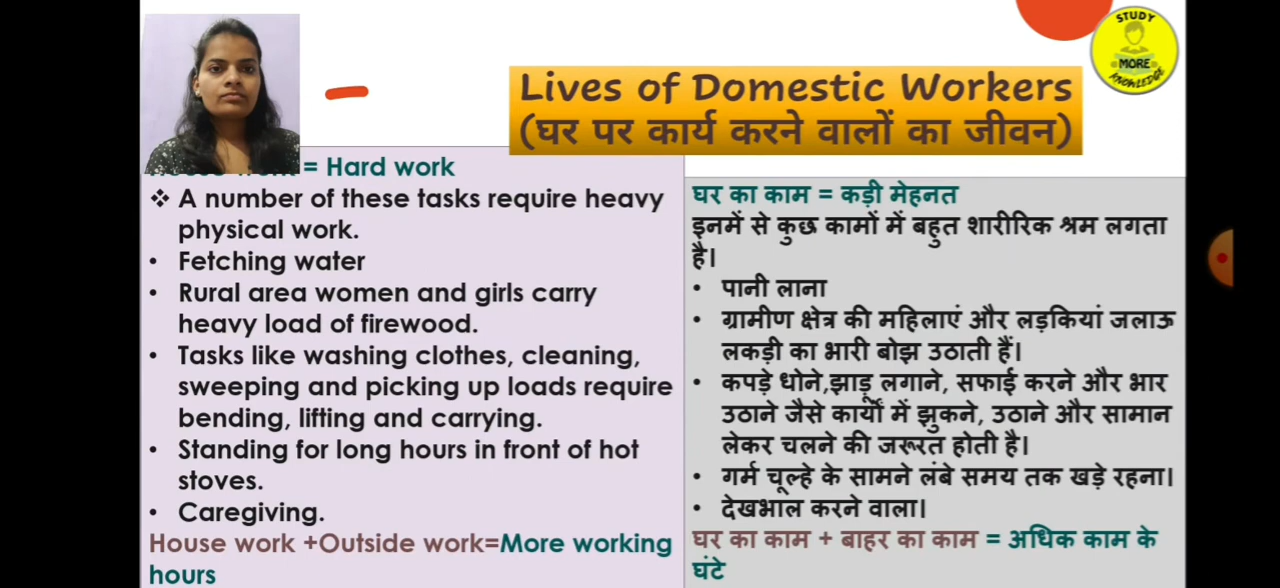 STUDY
MORE
KNOWLEDGE
Lives of Domestic Workers
(घर पर कार्य करने वालों का जीवन)
= Hard work
❖ A number of these tasks require heavy
physical work.
• Fetching water
• Rural area women and girls carry
heavy load of firewood.
• Tasks like washing clothes, cleaning,
sweeping and picking up loads require
bending, lifting and carrying.
• Standing for long hours in front of hot
stoves.
• Caregiving.
House work +Outside work=More working
hours
घर का काम = कड़ी मेहनत
इनमें से कुछ कामों में बहुत शारीरिक श्रम लगता
है।
• पानी लाना
• ग्रामीण क्षेत्र की महिलाएं और लड़कियां जलाऊ
लकड़ी का भारी बोझ उठाती हैं।
• कपड़े धोने,झाड़ू लगाने, सफाई करने और भार
उठाने जैसे कार्यों में झुकने, उठाने और सामान
लेकर चलने की जरूरत होती है।
• गर्म चूल्हे के सामने लंबे समय तक खड़े रहना।
• देखभाल करने वाला।
घर का काम + बाहर का काम = अधिक काम के
घंटे